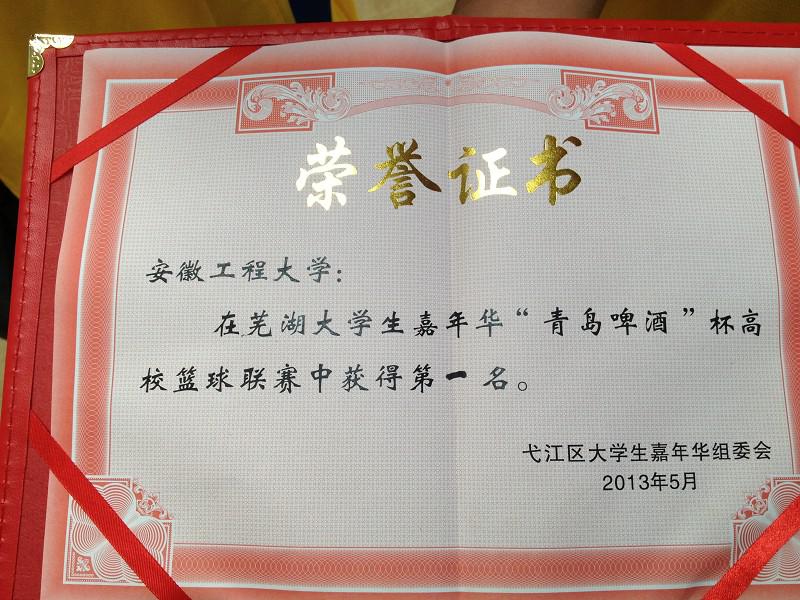 荣誉证书
安徽工程大学：
在芜湖大学生嘉年华“青岛啤酒”杯高
校篮球联赛中获得第一名。
弋江区大学生嘉年华组委会
2013年5月